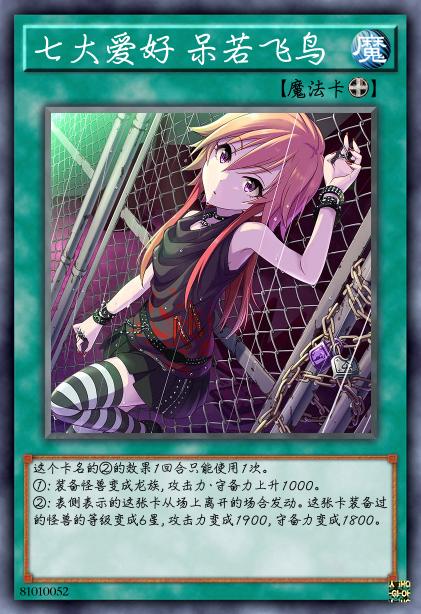 七大爱好 呆若飞鸟
魔
【魔法卡】
这个卡名的②的效果1回合只能使用1次。
①:装备怪兽变成龙族,攻击力·守备力上升1000。
②:表侧表示的这张卡从场上离开的场合发动。这张卡装备过
的怪兽的等级变成6星,攻击力变成1900,守备力变成1800。
81010052